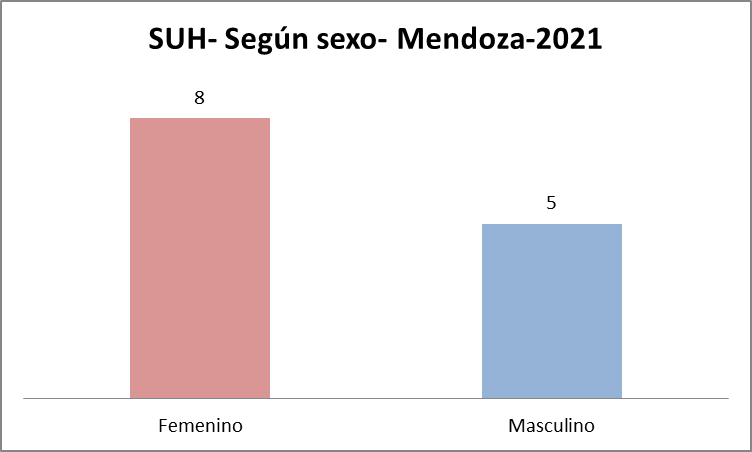 SUH- Según sexo- Mendoza-2021
8
5
Femenino
Masculino